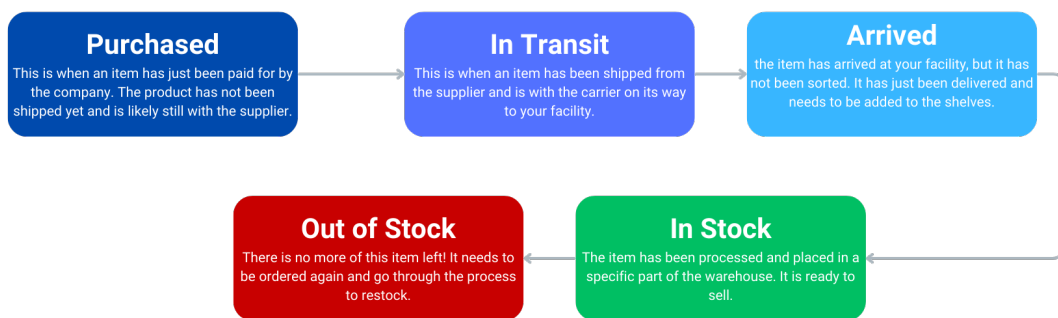 Purchased
This is when an item has just been paid for by
the company. The product has not been
shipped yet and is likely still with the supplier.
In Transit
This is when an item has been shipped from
the supplier and is with the carrier on its way
to your facility.
Arrived
the item has arrived at your facility, but it has
not been sorted. It has just been delivered and
needs to be added to the shelves.
In Stock
The item has been processed and placed in a
specific part of the warehouse. It is ready to
sell.
Out of Stock
There is no more of this item left! It needs to
be ordered again and go through the process
to restock.